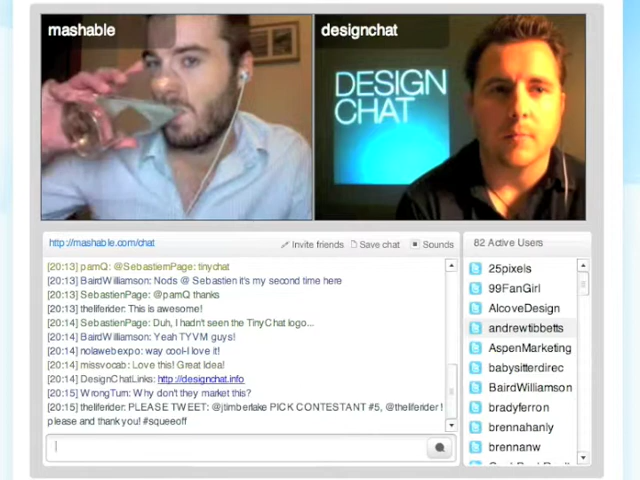 mashable
designchat
DESIGN
CHAT
http://mashable.com/chat
Invite friends
Save chat
Sounds
82 Active Users
[20:13] pamQ: @SebastiemPage: tinychat
[20:13] BairdWilliamson: Nods @ Sebastien it's my second time here
[20:13] SebastienPage: @pamQ thanks
[20:13] theliferider: This is awesome!
[20:14] SebastienPage: Duh, I hadn't seen the TinyChat logo...
[20:14] BairdWilliamson: Yeah TYVM guys!
[20:14] nolawebexpo: way cool-I love it!
[20:14] missvocab: Love this! Great Idea!
[20:14] DesignChatLinks: http://designchat.info
[20:15] WrongTurn: Why don't they market this?
[20:15] theliferider: PLEASE TWEET: @jtimberlake PICK CONTESTANT #5, @theliferider !
please and thank you! #squeeoff
25pixels
99FanGirl
AlcoveDesign
andrewtibbetts
AspenMarketing
babysitterdirec
BairdWilliamson
bradyferron
brennahanly
brennanw